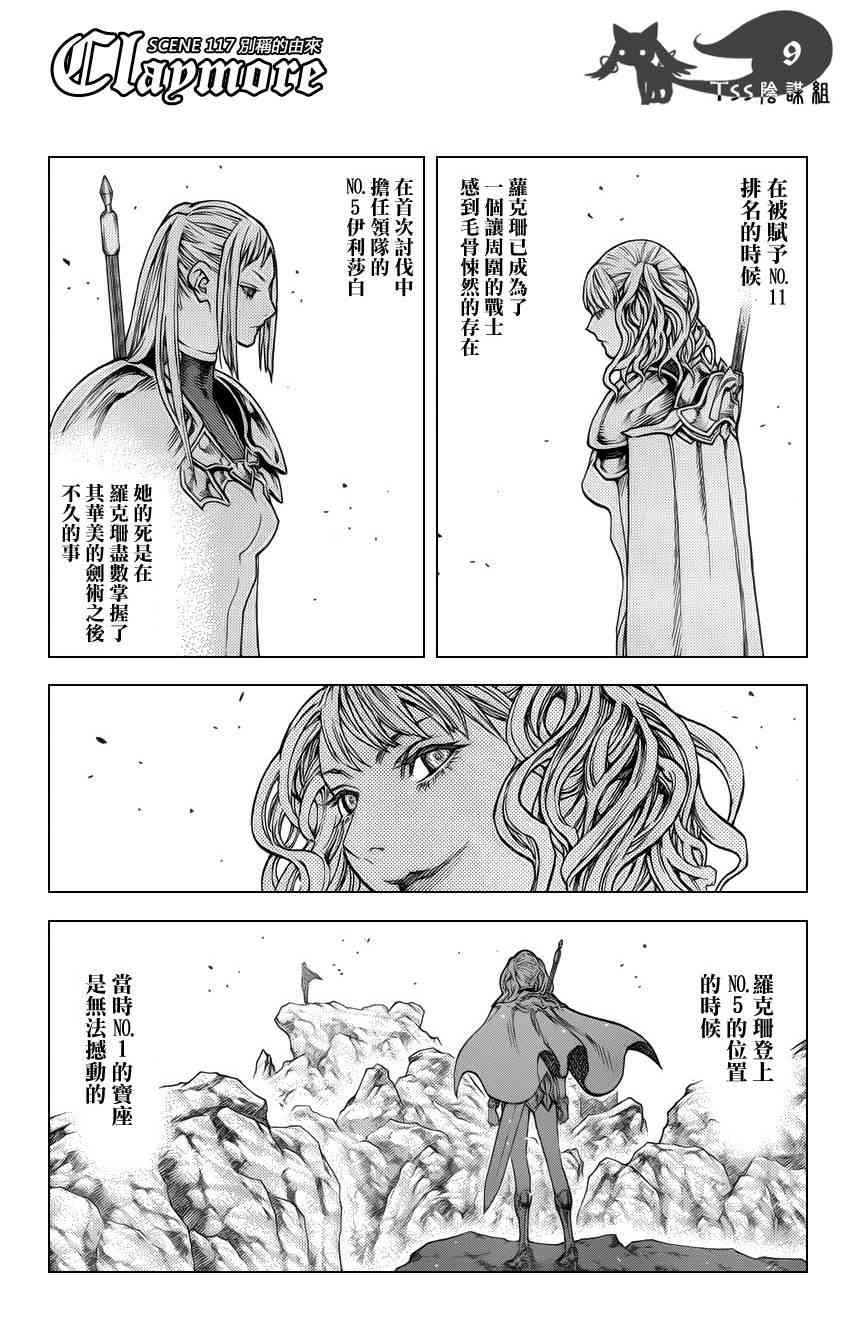 SCENE 117 別稱的由來
Claymore
9
Tss陰謀組
在被賦予NO.11
排名的時候
蘿克珊已成為了
一個讓周圍的戰士
感到毛骨悚然的存在
在首次討伐中
擔任領隊的
NO.5伊利莎白
她的死是在
羅克珊盡數掌握了
其華美的劍術之後
不久的事
羅克珊登上
NO.5的位置
的時候
當時NO.1的寶座
是無法撼動的